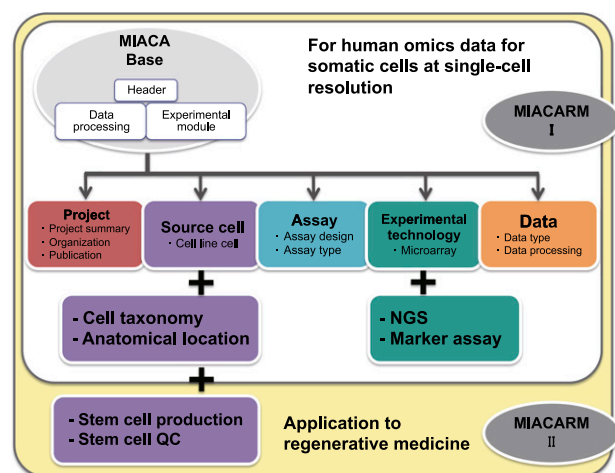 MIACA
Base
Header
Data
processing
Experimental
module
For human omics data for
somatic cells at single-cell
resolution
MIACARM
I
Project
・Project summary
・Organization
・Publication
Source cell
・Cell line cell
Assay
・Assay design
・Assay type
Experimental
technology
・Microarray
Data
・Data type
・Data processing
+
+
- Cell taxonomy
- Anatomical location
- NGS
- Marker assay
+
- Stem cell production
- Stem cell QC
Application to
regenerative medicine
MIACARM
II